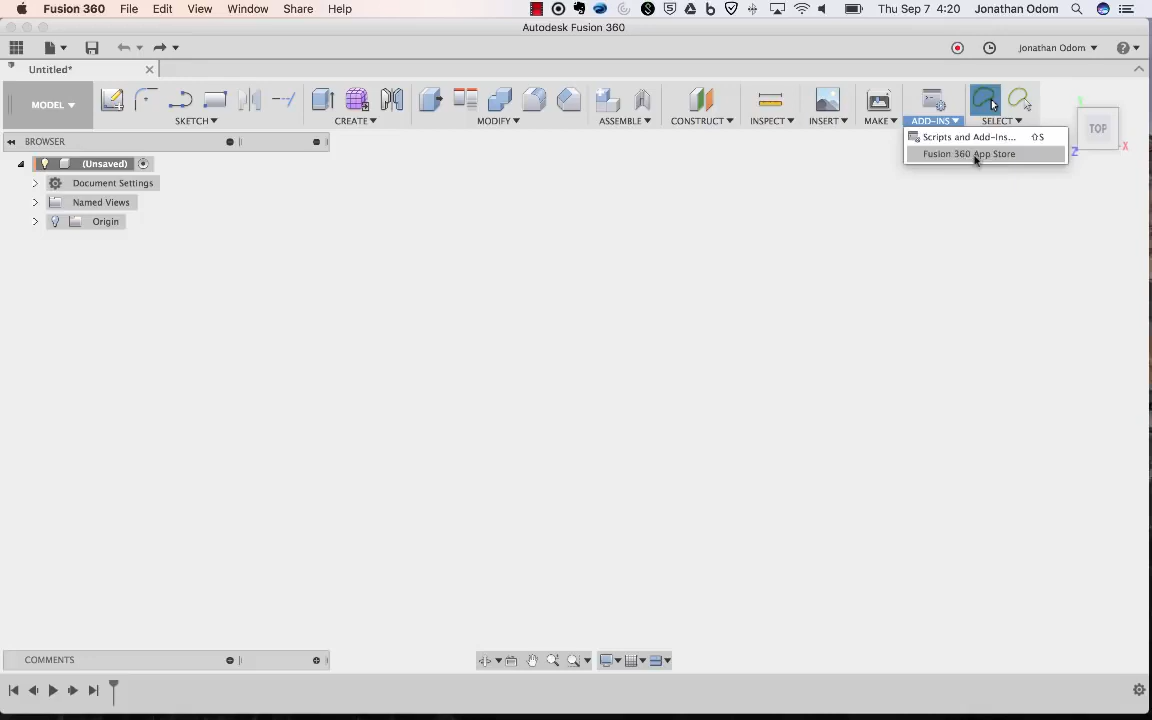 Fusion 360 File Edit View Window Share Help Thu Sep 7 4:20 Jonathan Odom
Autodesk Fusion 360
Jonathan Odom
Untitled*
MODEL
SKETCH CREATE MODIFY ASSEMBLE CONSTRUCT INSPECT INSERT MAKE ADD-INS SELECT
BROWSER
Scripts and Add-Ins... ⇧S
TOP
Z X
Fusion 360 App Store
(Unsaved)
Document Settings
Named Views
Origin
COMMENTS